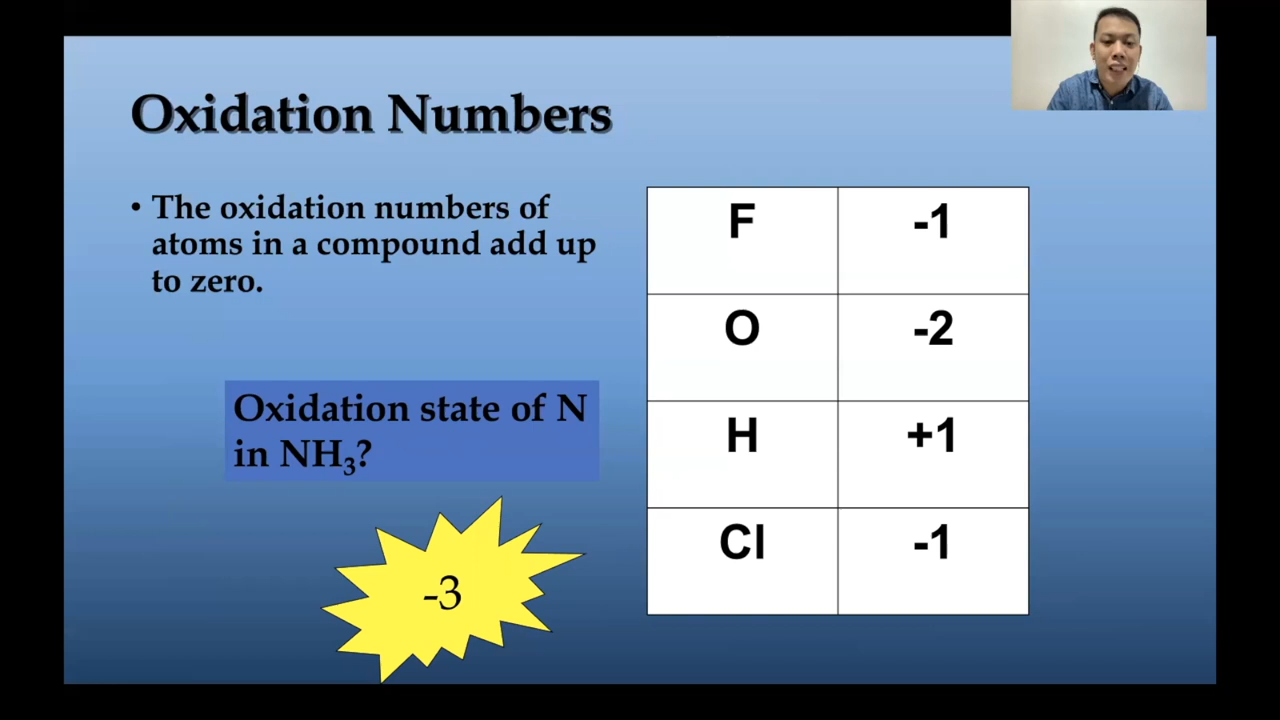 Oxidation Numbers
• The oxidation numbers of
atoms in a compound add up
to zero.
Oxidation state of N
in NH₃?
-3
F -1
O -2
H +1
Cl -1